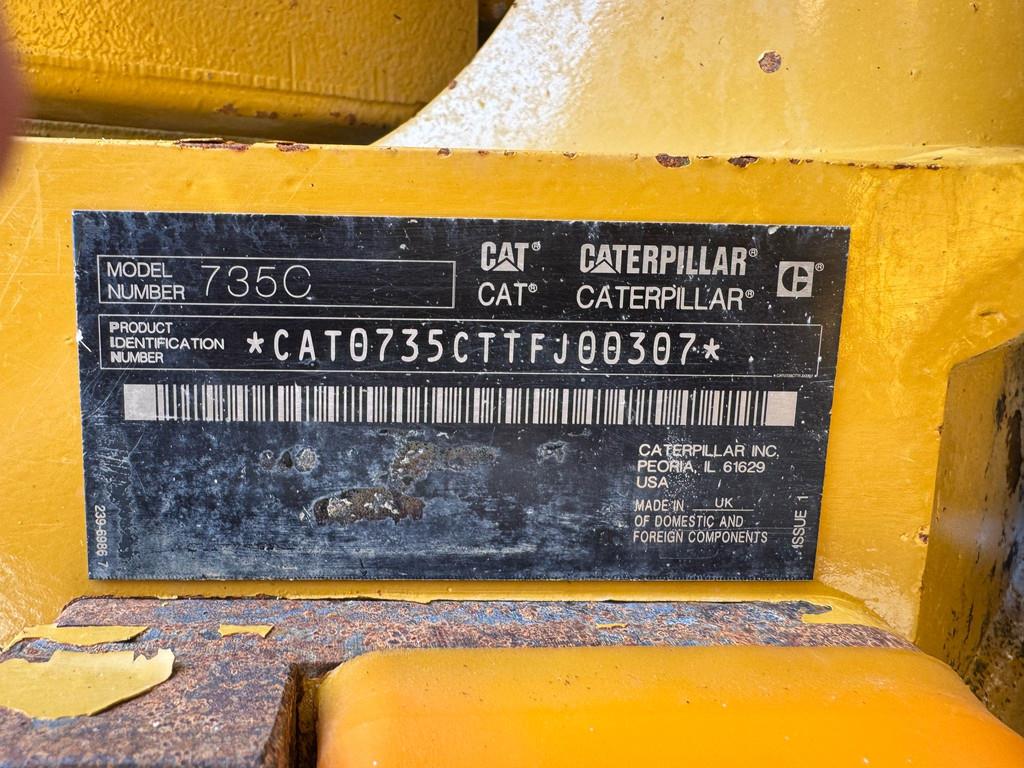 CAT® CATERPILLAR®
CAT® CATERPILLAR®
MODEL
NUMBER 735C
PRODUCT
IDENTIFICATION
NUMBER *CAT0735CTTFJ00307*
CATERPILLAR INC.
PEORIA, IL 61629
USA
MADE IN UK
OF DOMESTIC AND
FOREIGN COMPONENTS
ISSUE 1
239-6986 7